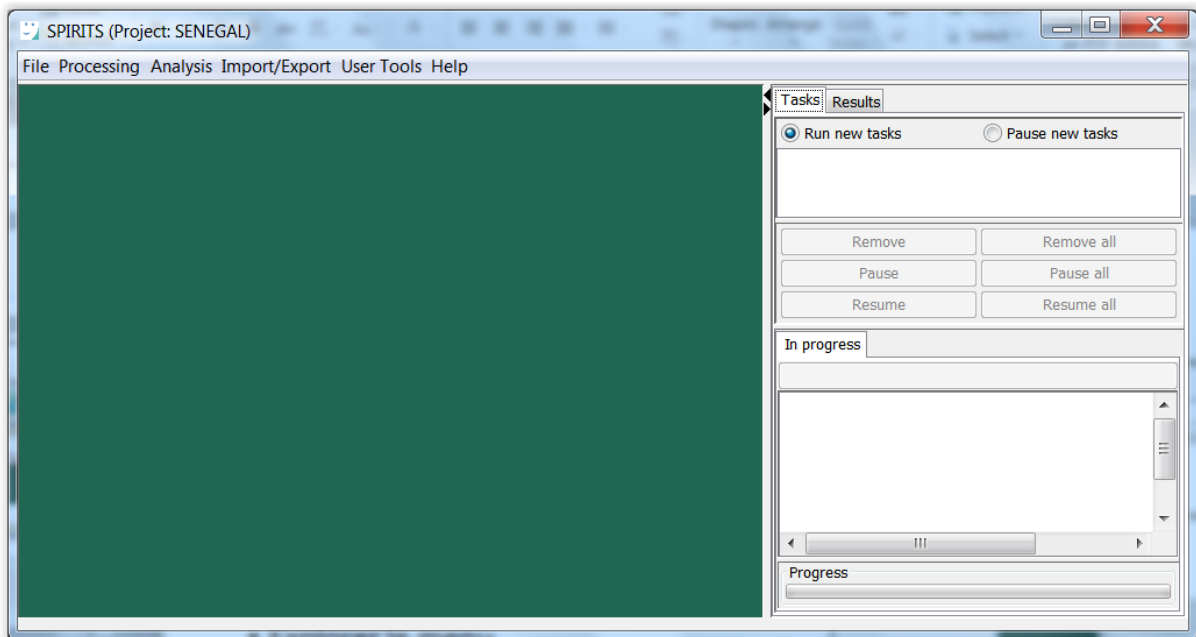 SPIRITS (Project: SENEGAL)
File Processing Analysis Import/Export User Tools Help
Tasks Results
Run new tasks Pause new tasks
Remove Remove all
Pause Pause all
Resume Resume all
In progress
Progress